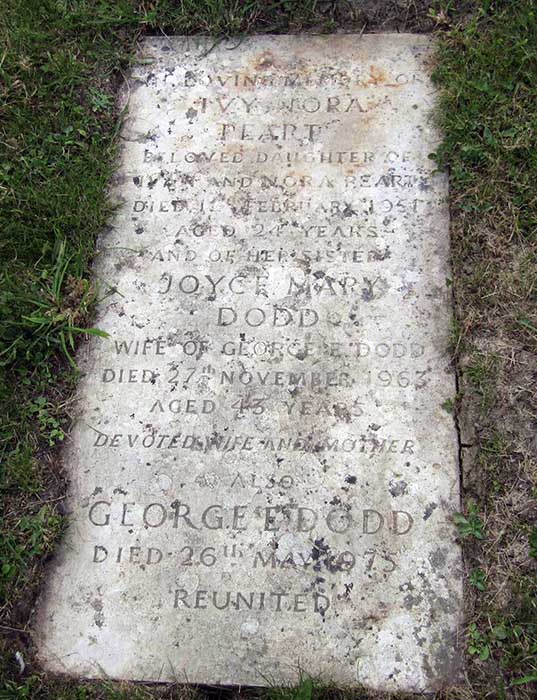 IN LOVING MEMORY OF
IVY NORA
PEART
BELOVED DAUGHTER OF
AND NORA PEART
DIED FEBRUARY 1951
AGED 24 YEARS
AND OF HER SISTER
JOYCE MARY
DODD
WIFE OF GEORGE E. DODD
DIED 27TH NOVEMBER 1963
AGED 43 YEARS
DEVOTED WIFE AND MOTHER
ALSO
GEORGE E. DODD
DIED 26TH MAY 1975
REUNITED